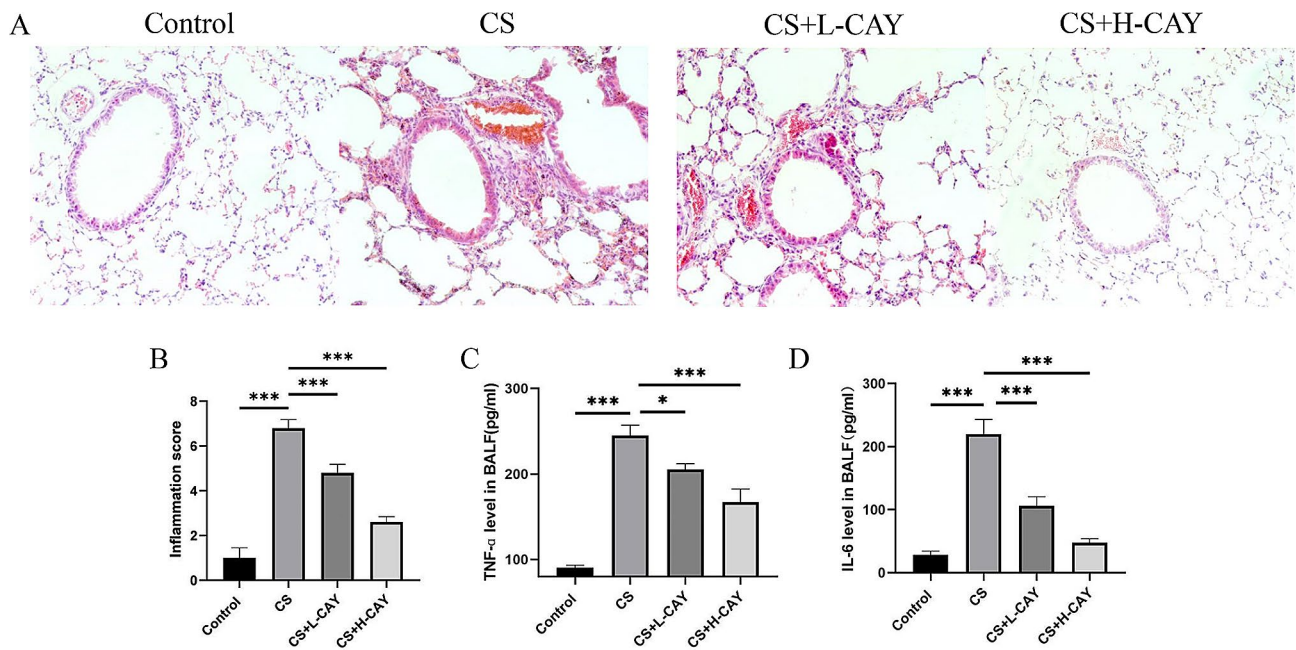 A
Control
CS
CS+L-CAY
CS+H-CAY
B
Inflammation score
8
6
4
2
0
***
***
***
Control
CS
CS+L-CAY
CS+H-CAY
C
TNF-α level in BALF(pg/ml)
300
200
100
***
*
***
Control
CS
CS+L-CAY
CS+H-CAY
D
IL-6 level in BALF（pg/ml）
300
200
100
0
***
***
***
Control
CS
CS+L-CAY
CS+H-CAY